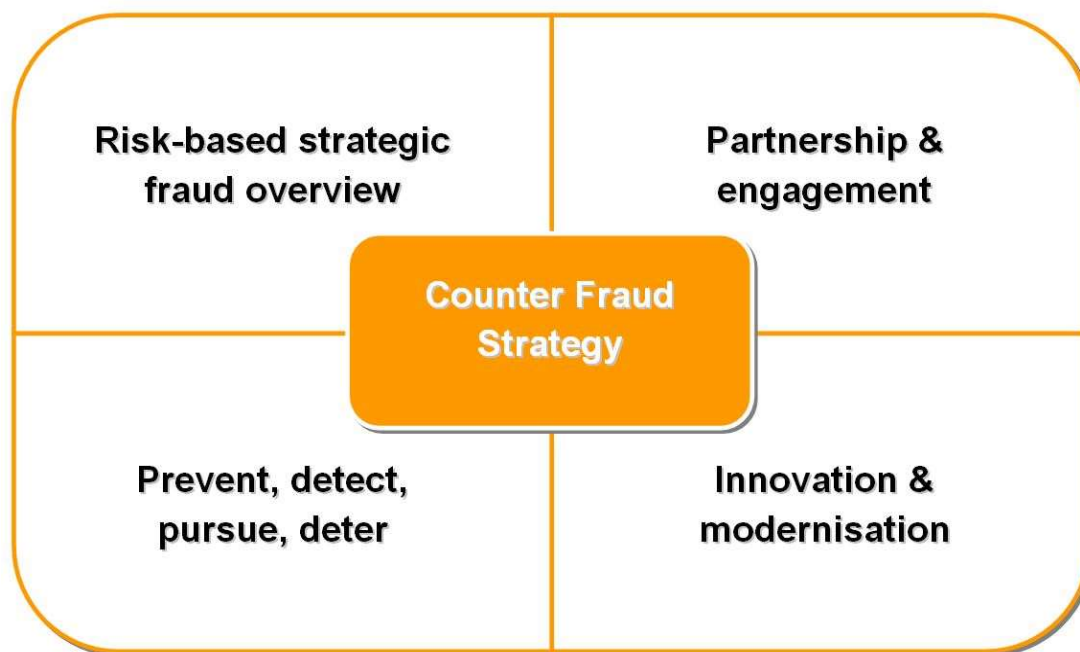 Risk-based strategic
fraud overview
Partnership &
engagement
Counter Fraud
Strategy
Prevent, detect,
pursue, deter
Innovation &
modernisation